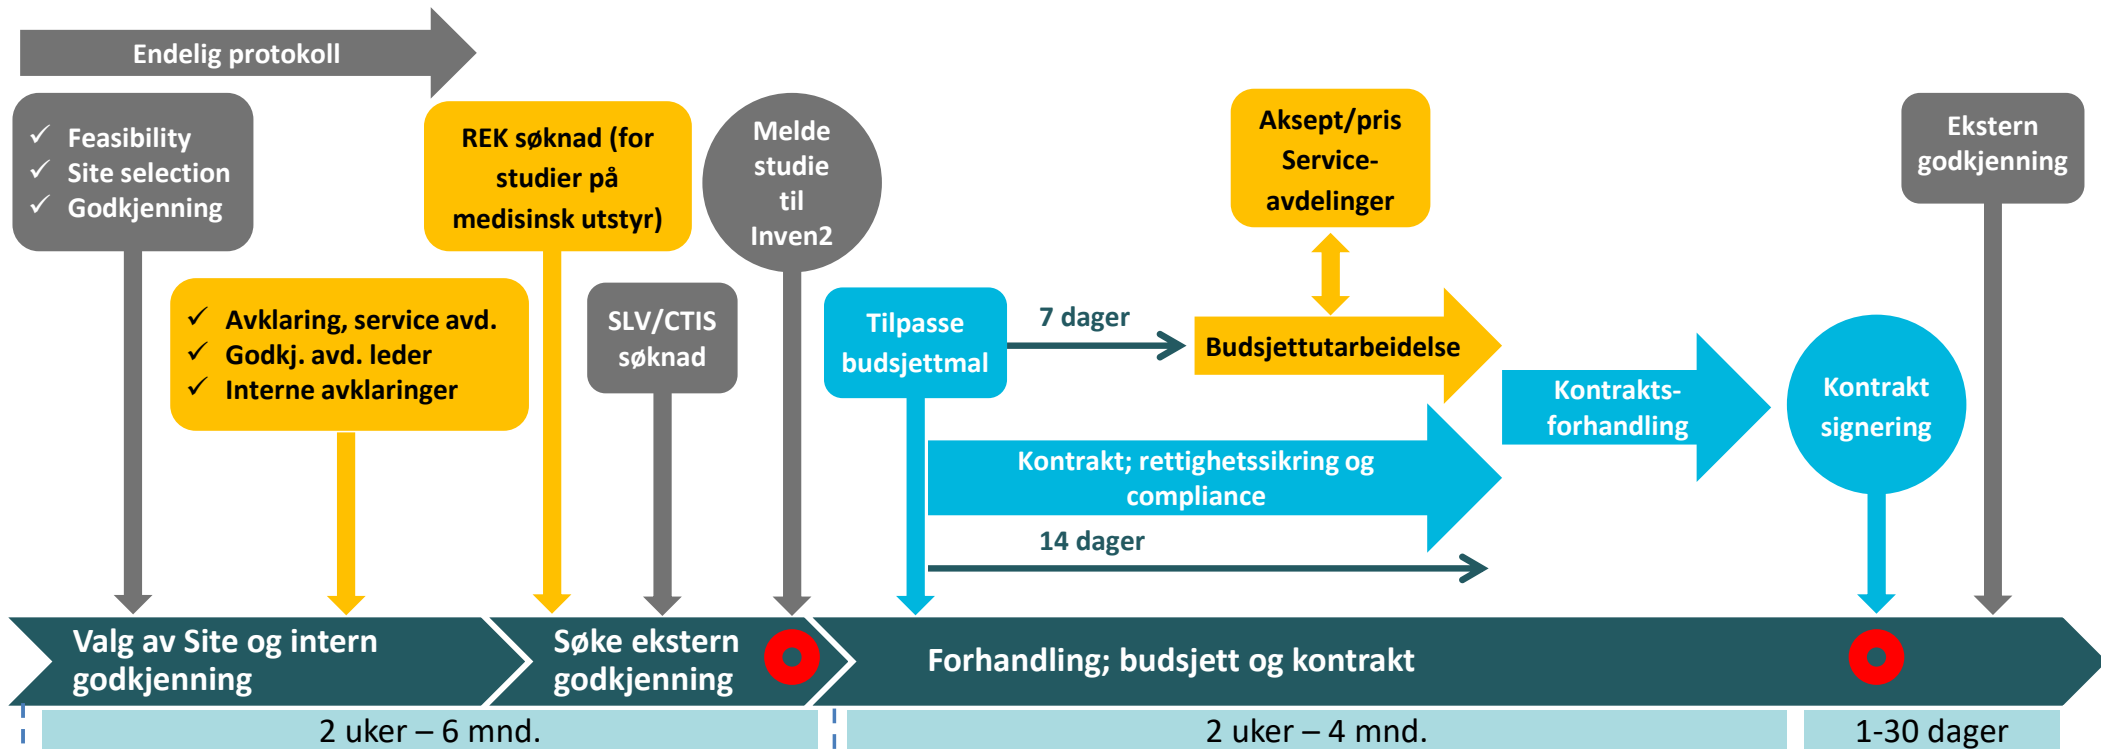 Endelig protokoll
✓ Feasibility
✓ Site selection
✓ Godkjenning
✓ Avklaring, service avd.
✓ Godkj. avd. leder
✓ Interne avklaringer
REK søknad (for
studier på
medisinsk utstyr)
SLV/CTIS
søknad
Melde
studie
til
Inven2
Tilpasse
budsjettmal
7 dager
Aksept/pris
Service-
avdelinger
Budsjettutarbeidelse
Kontrakt; rettighetssikring og
compliance
14 dager
Kontrakts-
forhandling
Kontrakt
signering
Ekstern
godkjenning
Valg av Site og intern
godkjenning
Søke ekstern
godkjenning
Forhandling; budsjett og kontrakt
2 uker – 6 mnd.
2 uker – 4 mnd.
1-30 dager